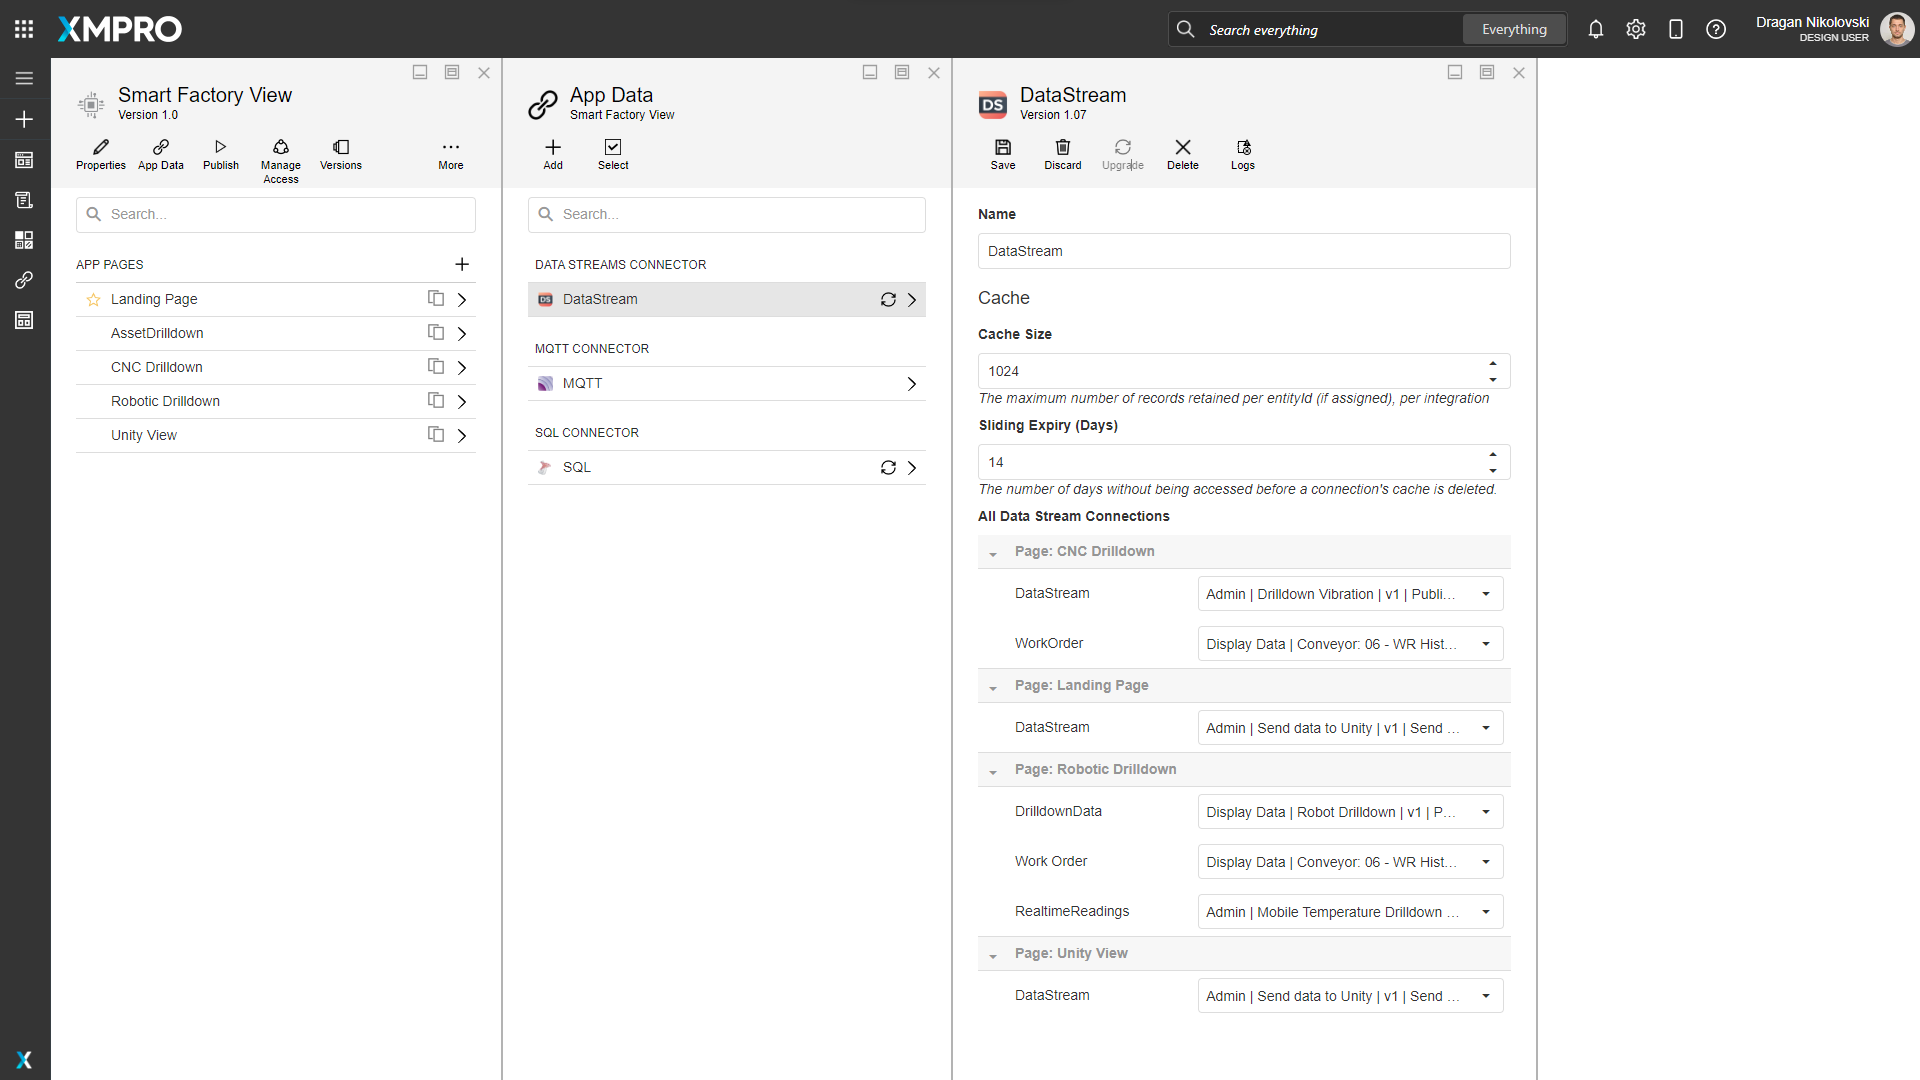 XMPRO
Search everything
Everything
Dragan Nikolovski
DESIGN USER
Smart Factory View
Version 1.0
Properties
App Data
Publish
Manage Access
Versions
More
Search...
APP PAGES
Landing Page
AssetDrilldown
CNC Drilldown
Robotic Drilldown
Unity View
App Data
Smart Factory View
Add
Select
Search...
DATA STREAMS CONNECTOR
DS DataStream
MQTT CONNECTOR
MQTT
SQL CONNECTOR
SQL
DS
DataStream
Version 1.07
Save
Discard
Upgrade
Delete
Logs
Name
DataStream
Cache
Cache Size
1024
The maximum number of records retained per entityId (if assigned), per integration
Sliding Expiry (Days)
14
The number of days without being accessed before a connection's cache is deleted.
All Data Stream Connections
Page: CNC Drilldown
DataStream
Admin | Drilldown Vibration | v1 | Publi...
WorkOrder
Display Data | Conveyor: 06 - WR Hist...
Page: Landing Page
DataStream
Admin | Send data to Unity | v1 | Send ...
Page: Robotic Drilldown
DrilldownData
Display Data | Robot Drilldown | v1 | P...
Work Order
Display Data | Conveyor: 06 - WR Hist...
RealtimeReadings
Admin | Mobile Temperature Drilldown ...
Page: Unity View
DataStream
Admin | Send data to Unity | v1 | Send ...
X